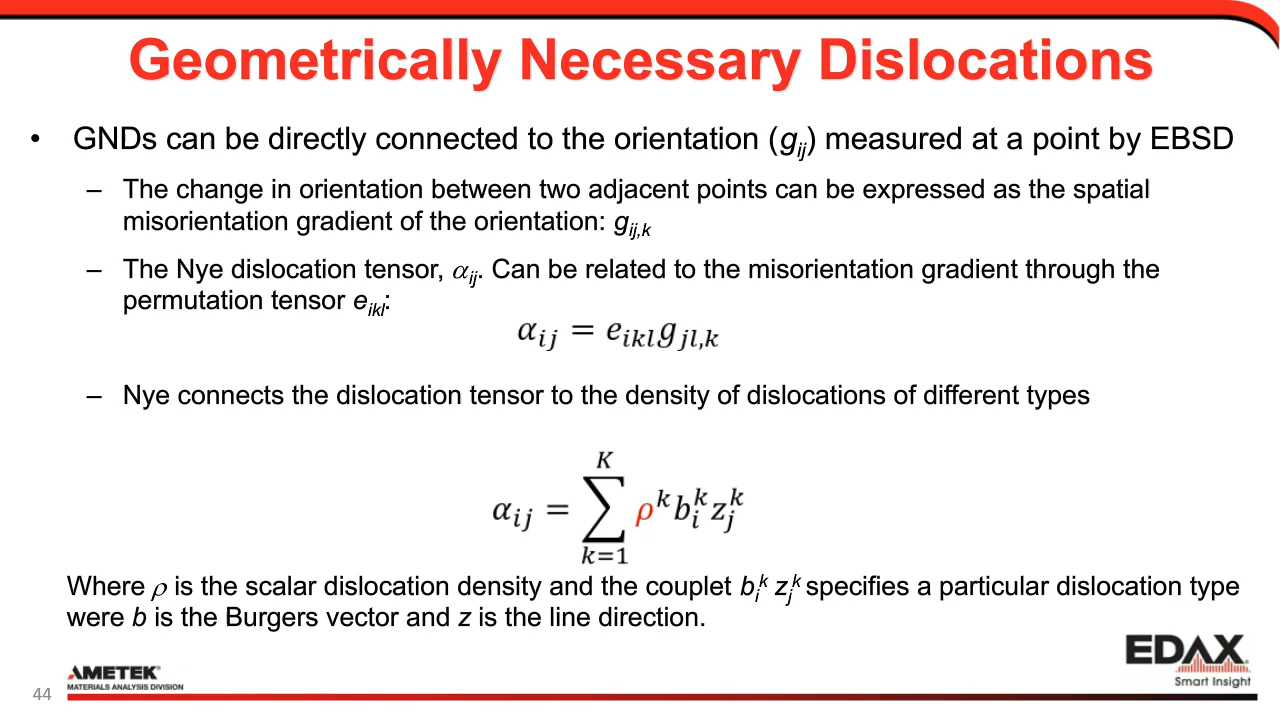 Geometrically Necessary Dislocations
• GNDs can be directly connected to the orientation (gij) measured at a point by EBSD
– The change in orientation between two adjacent points can be expressed as the spatial
misorientation gradient of the orientation: gij,k
– The Nye dislocation tensor, αij. Can be related to the misorientation gradient through the
permutation tensor eikl:
αij = eikl gjl,k
– Nye connects the dislocation tensor to the density of dislocations of different types
K
αij = ∑ ρ^k b_i^k z_j^k
k=1
Where ρ is the scalar dislocation density and the couplet b_i^k z_j^k specifies a particular dislocation type
were b is the Burgers vector and z is the line direction.
EDAX
Smart Insight
AMETEK®
MATERIALS ANALYSIS DIVISION
44